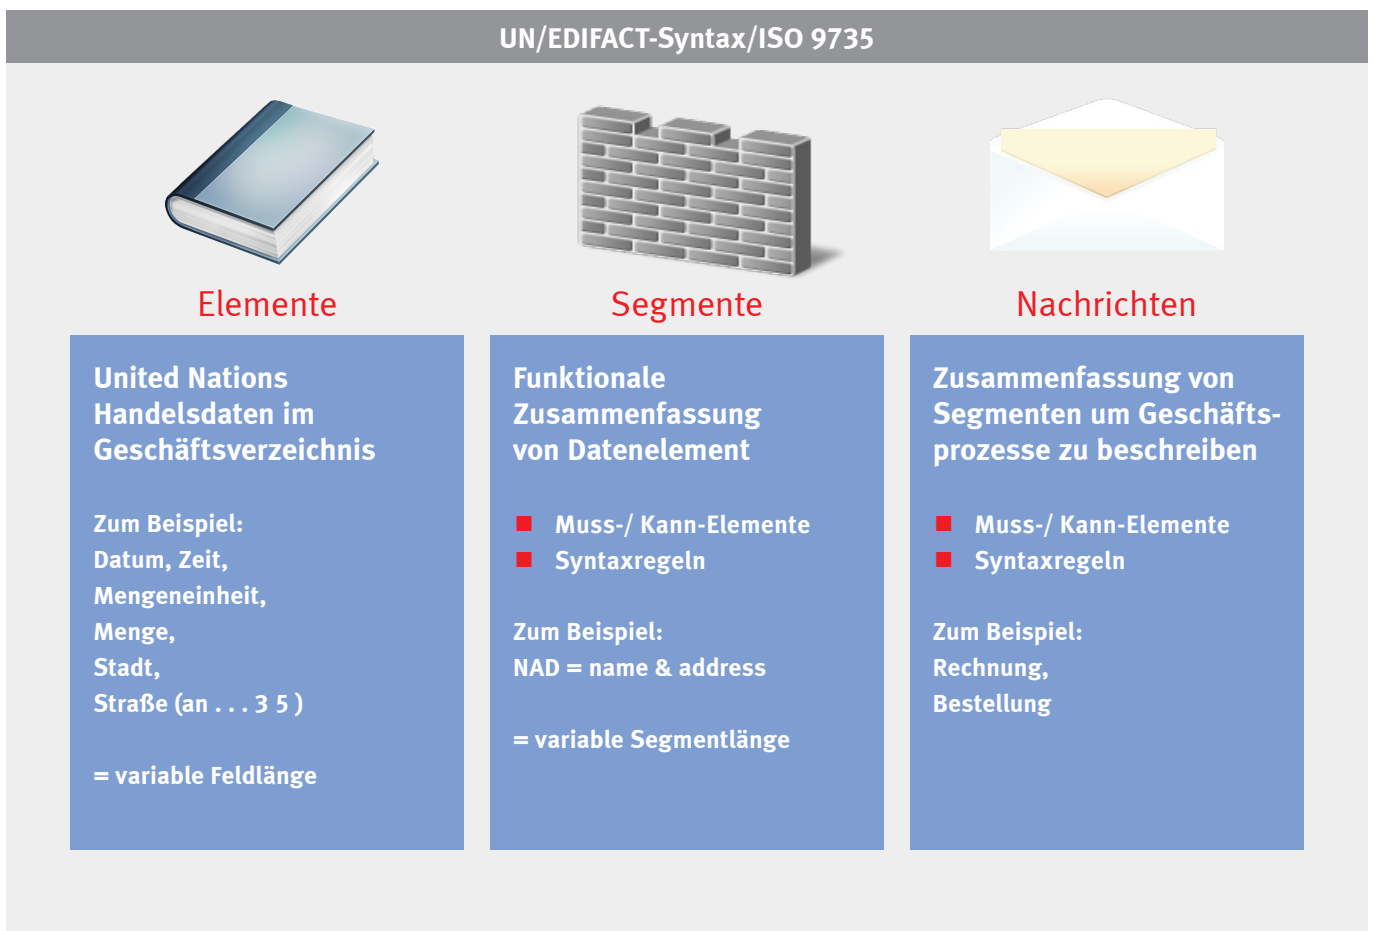 UN/EDIFACT-Syntax/ISO 9735
Elemente
United Nations
Handelsdaten im
Geschäftsverzeichnis
Zum Beispiel:
Datum, Zeit,
Mengeneinheit,
Menge,
Stadt,
Straße (an . . . 3 5 )
= variable Feldlänge
Segmente
Funktionale
Zusammenfassung
von Datenelement
Muss-/ Kann-Elemente
Syntaxregeln
Zum Beispiel:
NAD = name & address
= variable Segmentlänge
Nachrichten
Zusammenfassung von
Segmenten um Geschäfts-
prozesse zu beschreiben
Muss-/ Kann-Elemente
Syntaxregeln
Zum Beispiel:
Rechnung,
Bestellung